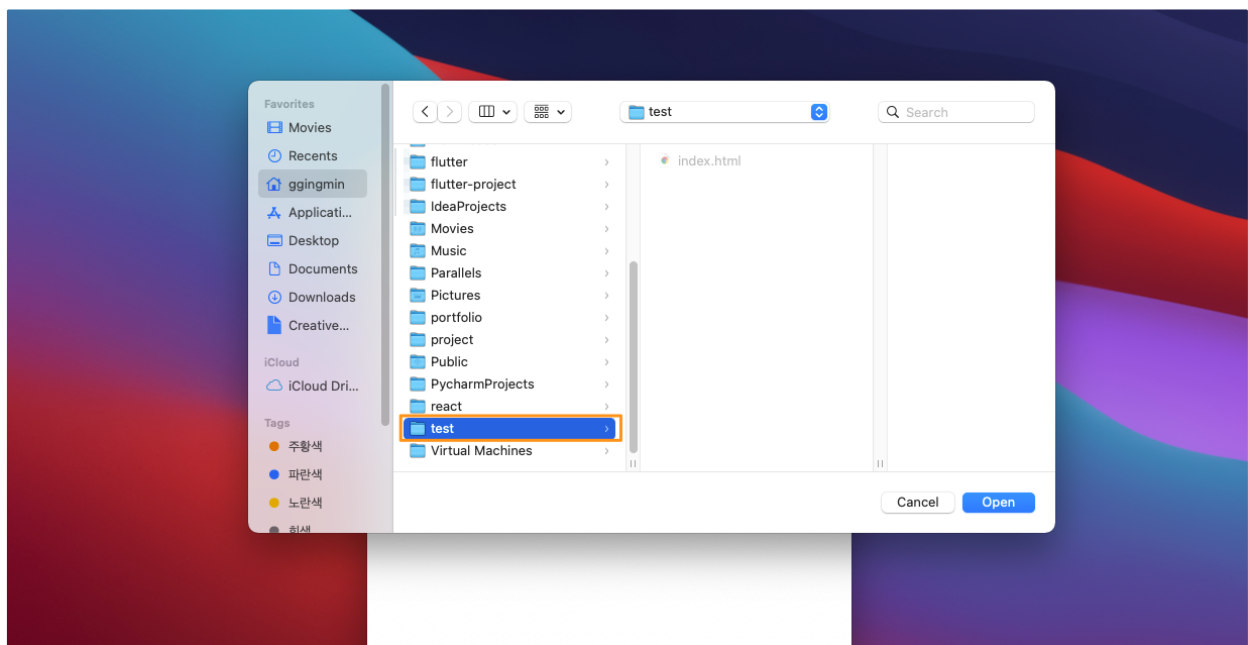 Favorites
Movies
Recents
ggingmin
Applicati...
Desktop
Documents
Downloads
Creative...
iCloud
iCloud Dri...
Tags
주황색
파란색
노란색
test
Search
flutter
flutter-project
IdeaProjects
Movies
Music
Parallels
Pictures
portfolio
project
Public
PycharmProjects
react
test
Virtual Machines
index.html
Cancel
Open